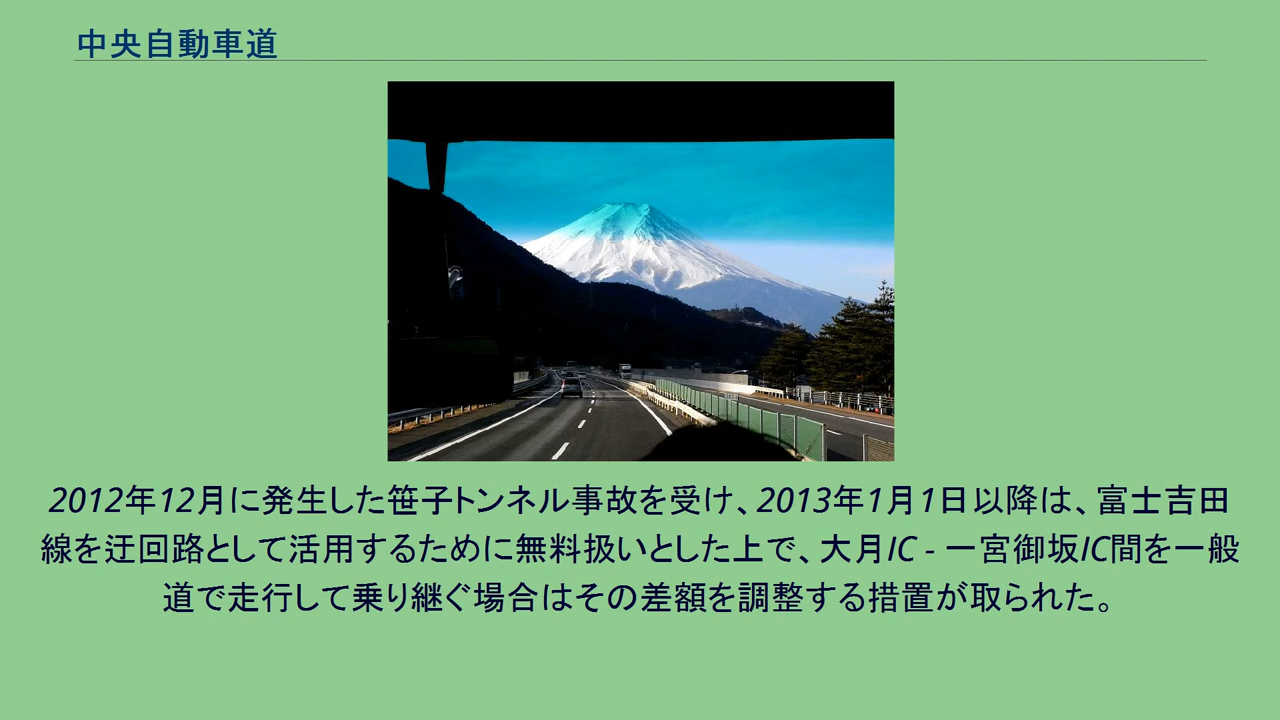 中央自動車道
2012年12月に発生した笹子トンネル事故を受け、2013年1月1日以降は、富士吉田
線を迂回路として活用するために無料扱いとした上で、大月IC - 一宮御坂IC間を一般
道で走行して乗り継ぐ場合はその差額を調整する措置が取られた。